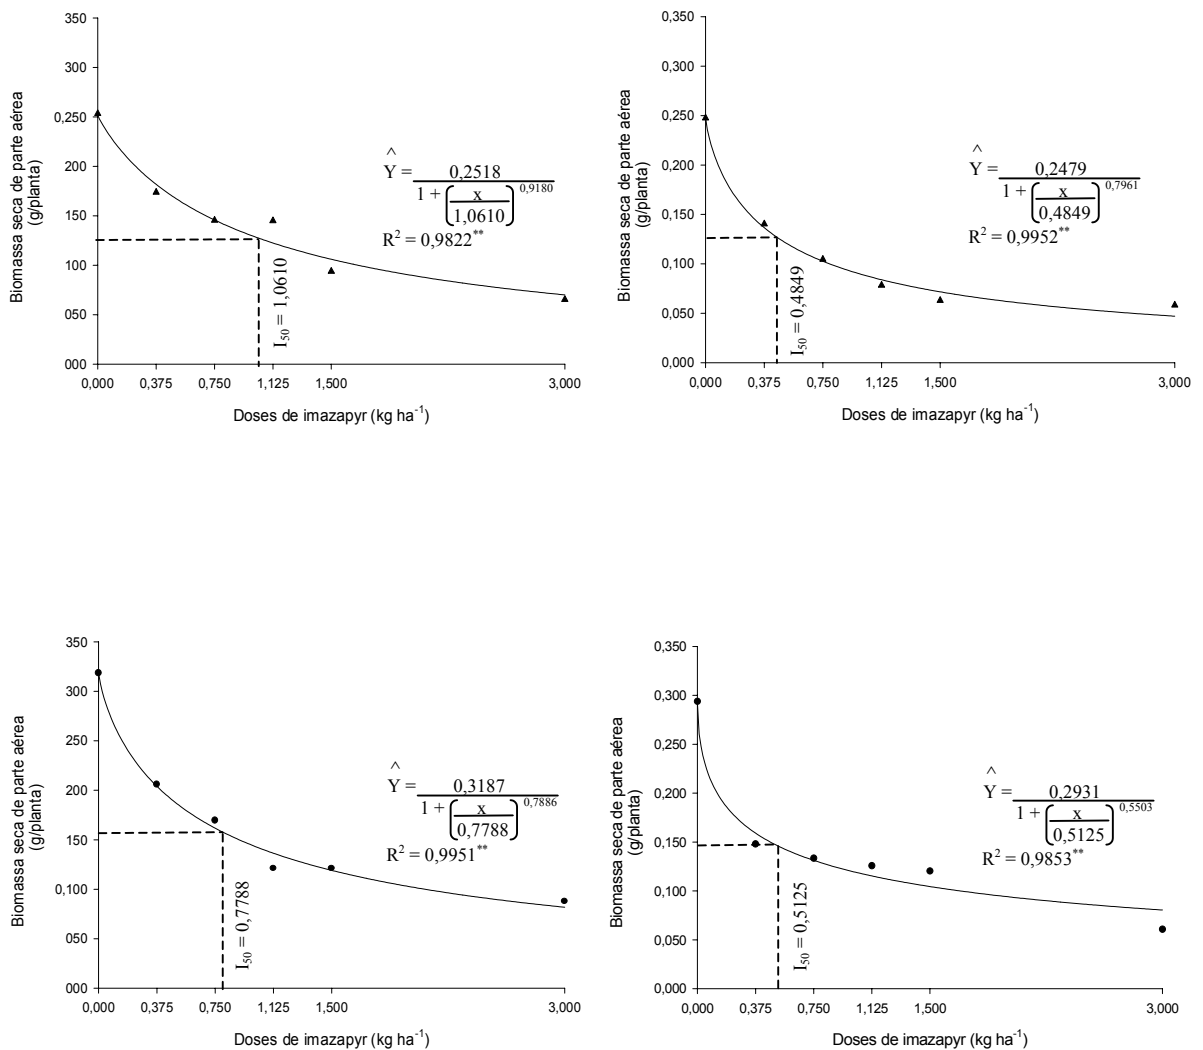 350
300
0,250
200
150
100
050
000
0,000 0,375 0,750 1,125 1,500 3,000
Biomassa seca de parte aérea
(g/planta)
Doses de imazapyr (kg ha-1)
^
Y = 0,2518
1 + (x 0,9180
1,0610)
R2 = 0,9822**
I50 = 1,0610
0,350
0,300
0,250
0,200
0,150
0,100
0,050
0,000
0,000 0,375 0,750 1,125 1,500 3,000
Biomassa seca de parte aérea
(g/planta)
Doses de imazapyr (kg ha-1)
^
Y = 0,2479
1 + (x 0,7961
0,4849)
R2 = 0,9952**
I50 = 0,4849
350
300
250
200
150
0,100
050
000
0,000 0,375 0,750 1,125 1,500 3,000
Biomassa seca de parte aérea
(g/planta)
Doses de imazapyr (kg ha-1)
^
Y = 0,3187
1 + (x 0,7886
0,7788)
R2 = 0,9951**
I50 = 0,7788
0,350
0,300
0,250
0,200
0,150
0,100
0,050
0,000
0,000 0,375 0,750 1,125 1,500 3,000
Biomassa seca de parte aérea
(g/planta)
Doses de imazapyr (kg ha-1)
^
Y = 0,2931
1 + (x 0,5503
0,5125)
R2 = 0,9853**
I50 = 0,5125